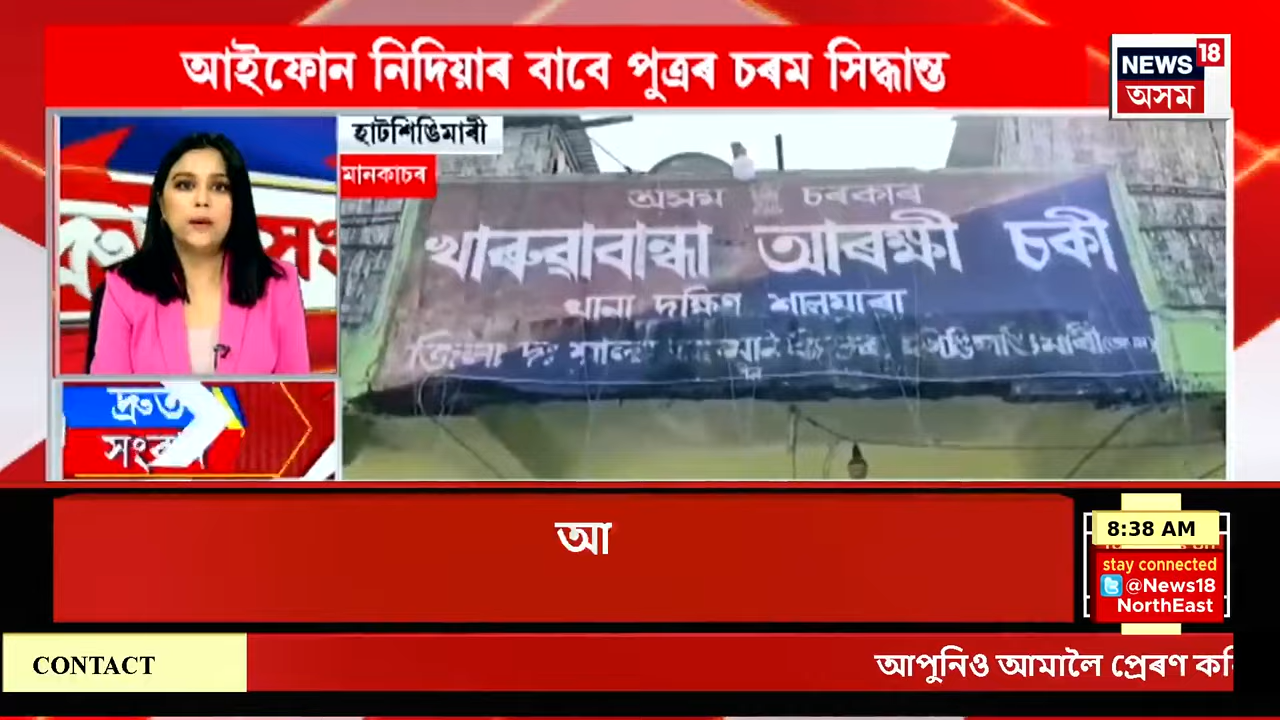 আইফোন নিদিয়াৰ বাবে পুত্ৰৰ চৰম সিদ্ধান্ত
NEWS 18
অসম
হাটশিঙিমাৰী
মানকাচৰ
অসম চৰকাৰ
খাৰুৱাবান্ধা আৰক্ষী চকী
থানা দক্ষিণ শালমাৰা
জিলা দঃ
দ্ৰুত
আ
8:38 AM
stay connected
@News18
NorthEast
CONTACT
আপুনিও আমালৈ প্ৰেৰণ